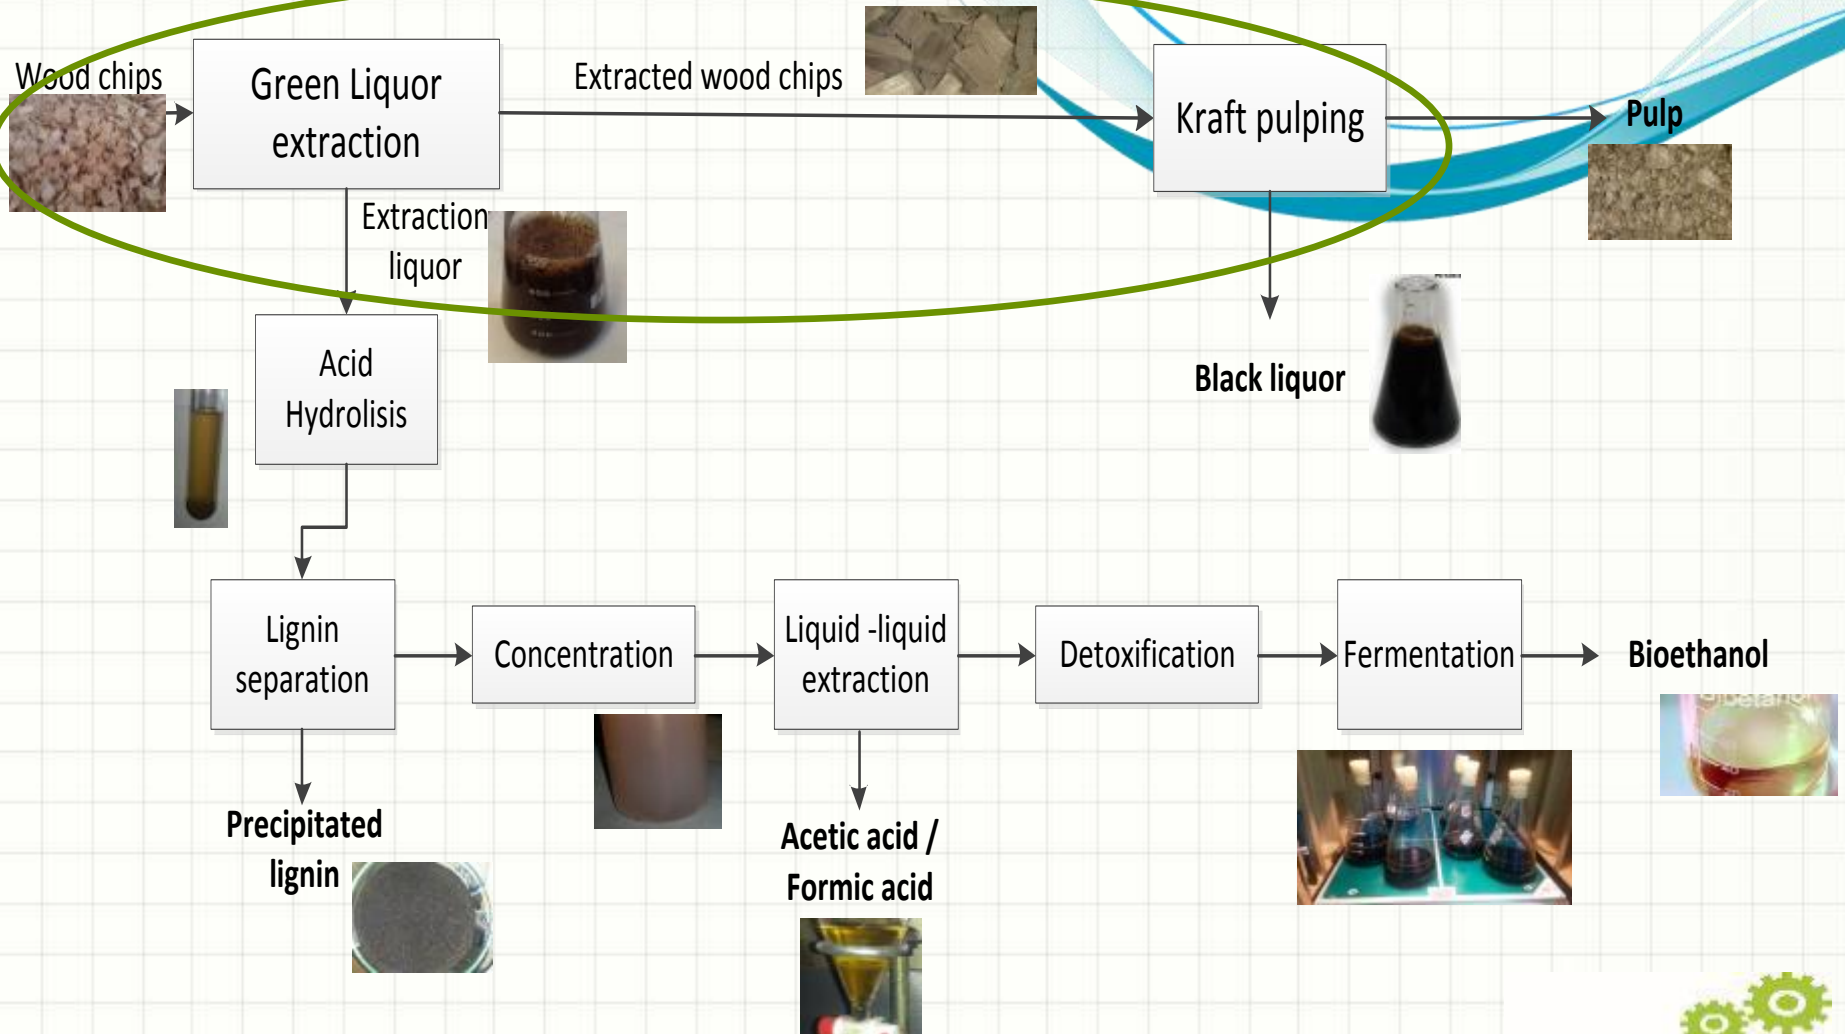 Wood chips
Green Liquor
extraction
Extracted wood chips
Kraft pulping
Pulp
Extraction
liquor
Acid
Hydrolisis
Black liquor
Lignin
separation
Concentration
Liquid -liquid
extraction
Detoxification
Fermentation
Bioethanol
Precipitated
lignin
Acetic acid /
Formic acid